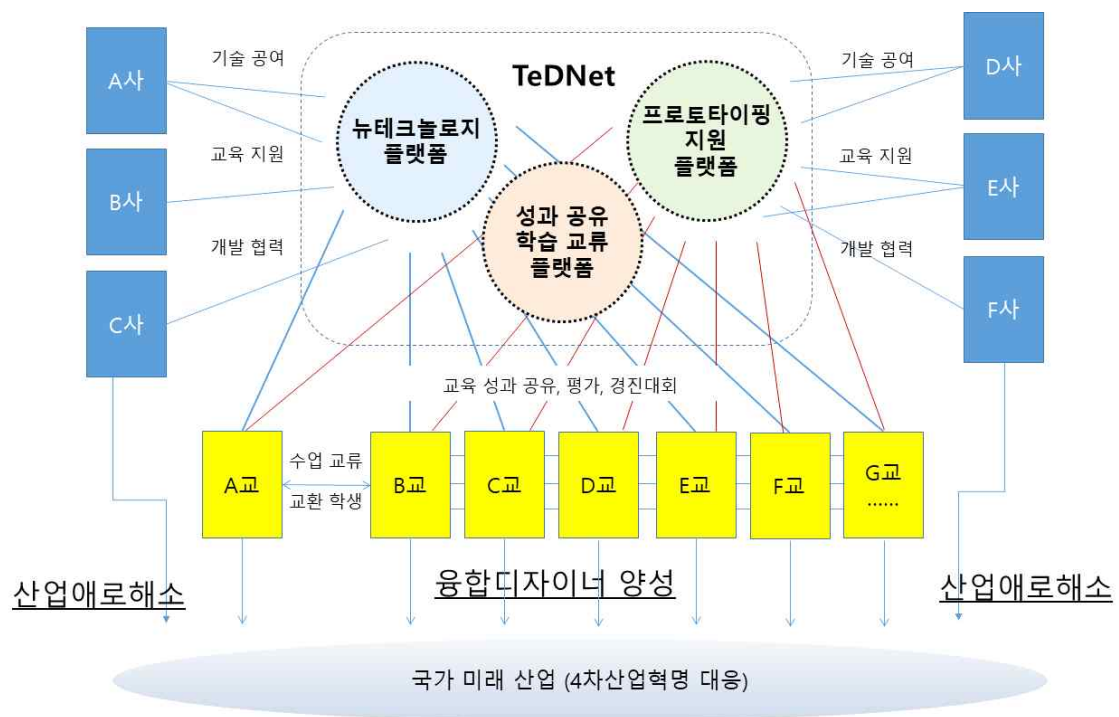 TeDNet
A사
B사
C사
기술 공여
교육 지원
개발 협력
뉴테크놀로지
플랫폼
성과 공유
학습 교류
플랫폼
프로토타이핑
지원
플랫폼
기술 공여
교육 지원
개발 협력
D사
E사
F사
교육 성과 공유, 평가, 경진대회
A교
수업 교류
교환 학생
B교
C교
D교
E교
F교
G교
......
산업애로해소
융합디자이너 양성
산업애로해소
국가 미래 산업 (4차산업혁명 대응)